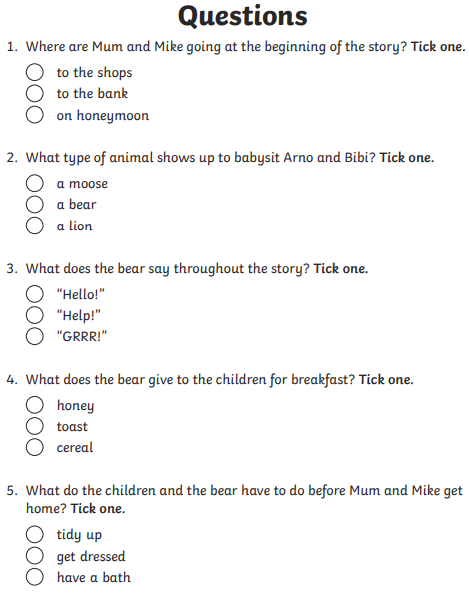 Questions
1. Where are Mum and Mike going at the beginning of the story? Tick one.
to the shops
to the bank
on honeymoon
2. What type of animal shows up to babysit Arno and Bibi? Tick one.
a moose
a bear
a lion
3. What does the bear say throughout the story? Tick one.
“Hello!”
“Help!”
“GRRR!”
4. What does the bear give to the children for breakfast? Tick one.
honey
toast
cereal
5. What do the children and the bear have to do before Mum and Mike get
home? Tick one.
tidy up
get dressed
have a bath